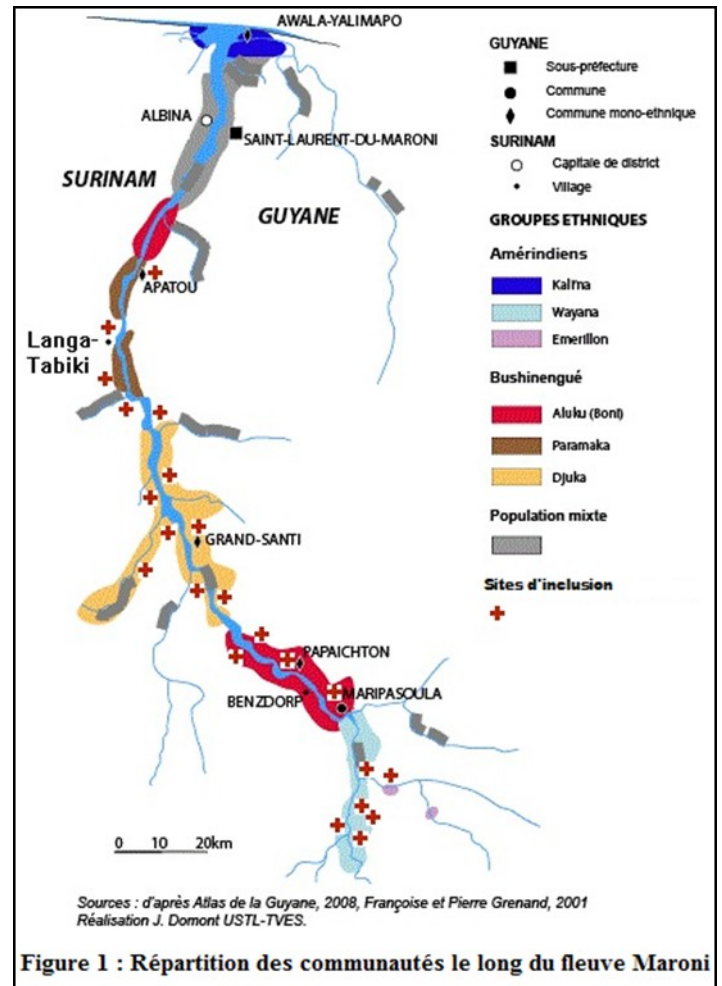 AWALA-YALIMAPO
ALBINA
SAINT-LAURENT-DU-MARONI
SURINAM
GUYANE
APATOU
Langa-
Tabiki
GRAND-SANTI
PAPAICHTON
BENZDORP
MARIPASOULA
0 10 20km
GUYANE
Sous-préfecture
Commune
Commune mono-ethnique
SURINAM
Capitale de district
Village
GROUPES ETHNIQUES
Amérindiens
Kali'na
Wayana
Emerillon
Bushinengué
Aluku (Boni)
Paramaka
Djuka
Population mixte
Sites d'inclusion
Sources : d'après Atlas de la Guyane, 2008, Françoise et Pierre Grenand, 2001
Réalisation J. Domont USTL-TVES.
Figure 1 : Répartition des communautés le long du fleuve Maroni